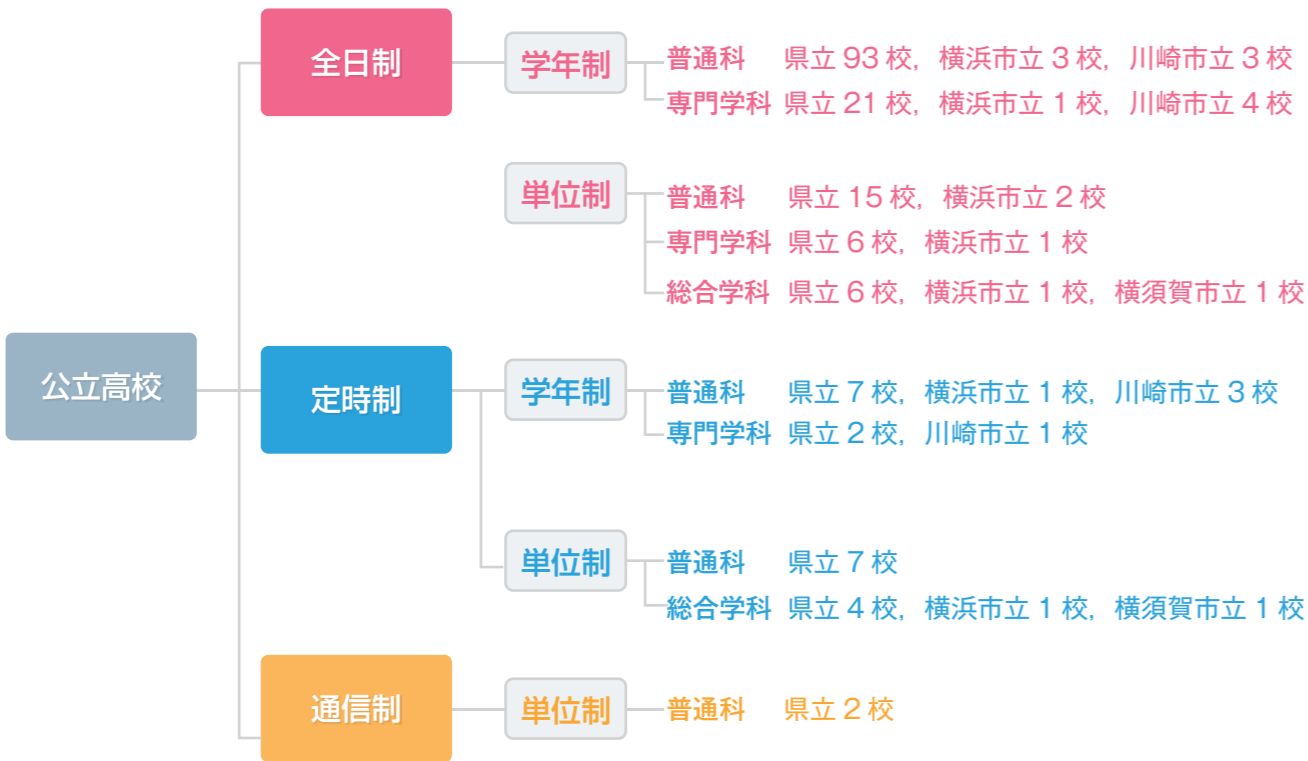 全日制
学年制
普通科 県立 93 校，横浜市立 3 校，川崎市立 3 校
専門学科 県立 21 校，横浜市立 1 校，川崎市立 4 校
単位制
普通科 県立 15 校，横浜市立 2 校
専門学科 県立 6 校，横浜市立 1 校
総合学科 県立 6 校，横浜市立 1 校，横須賀市立 1 校
公立高校
定時制
学年制
普通科 県立 7 校，横浜市立 1 校，川崎市立 3 校
専門学科 県立 2 校，川崎市立 1 校
単位制
普通科 県立 7 校
総合学科 県立 4 校，横浜市立 1 校，横須賀市立 1 校
通信制
単位制
普通科 県立 2 校